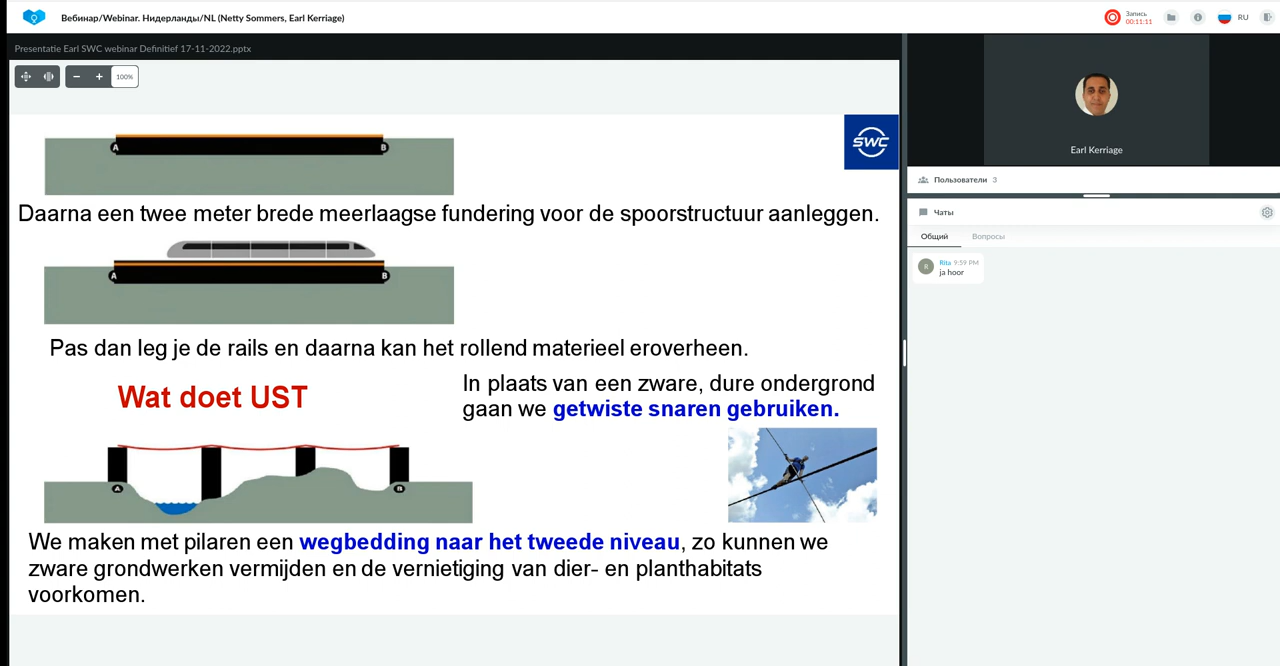 Вебинар/Webinar. Нидерланды/NL (Netty Sommers, Earl Kerriage)
Запись
00:11:11
RU
Presentatie Earl SWC webinar Definitief 17-11-2022.pptx
100%
SWC
A
B
Daarna een twee meter brede meerlaagse fundering voor de spoorstructuur aanleggen.
A
B
Pas dan leg je de rails en daarna kan het rollend materieel eroverheen.
Wat doet UST
In plaats van een zware, dure ondergrond
gaan we getwiste snaren gebruiken.
A
B
We maken met pilaren een wegbedding naar het tweede niveau, zo kunnen we
zware grondwerken vermijden en de vernietiging van dier- en planthabitats
voorkomen.
Earl Kerriage
Пользователи 3
Чаты
Общий
Вопросы
R
Rita 9:59 PM
ja hoor